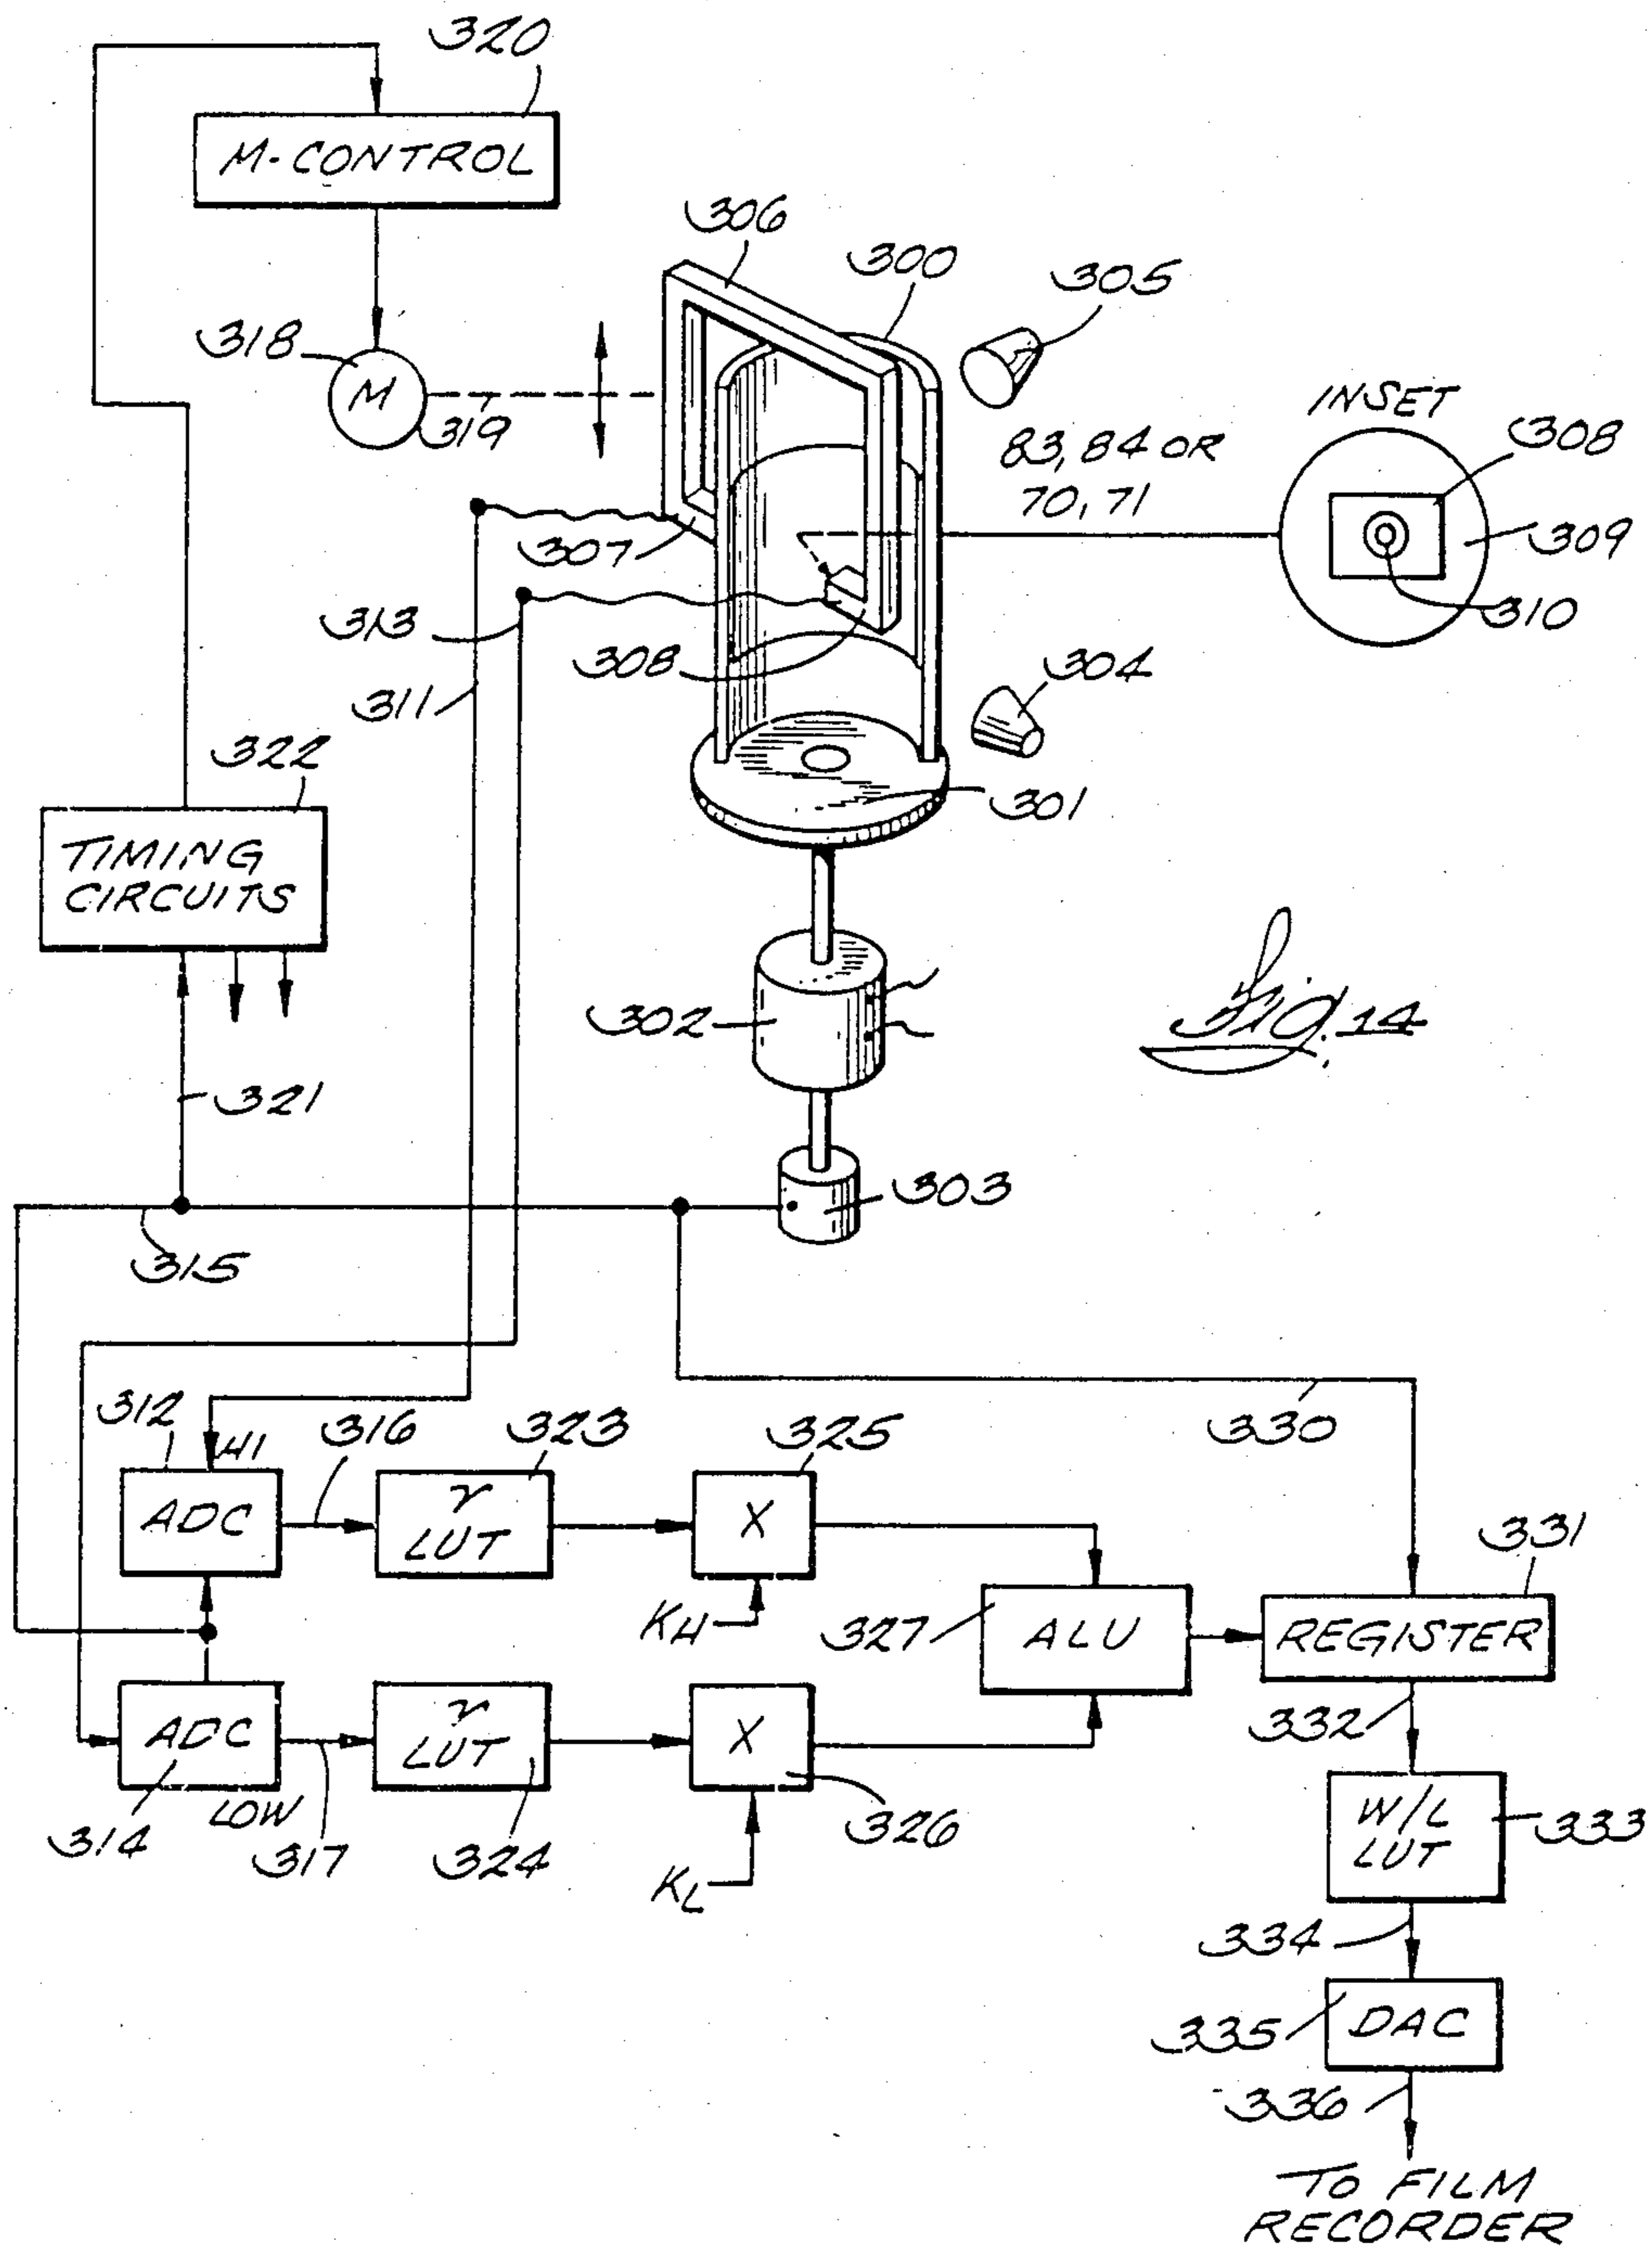 320
M-CONTROL
306
300
305
318
M
319
INSET
83, 84 OR
70, 71
308
309
310
307
313
308
304
311
322
301
TIMING
CIRCUITS
302
Fig. 14
321
303
315
312
HI
316
323
325
330
ADC
γ
LUT
X
331
KH
327
ALU
REGISTER
332
ADC
γ
LUT
X
314
LOW
317
324
326
W/L
LUT
333
KL
334
335
DAC
336
TO FILM
RECORDER